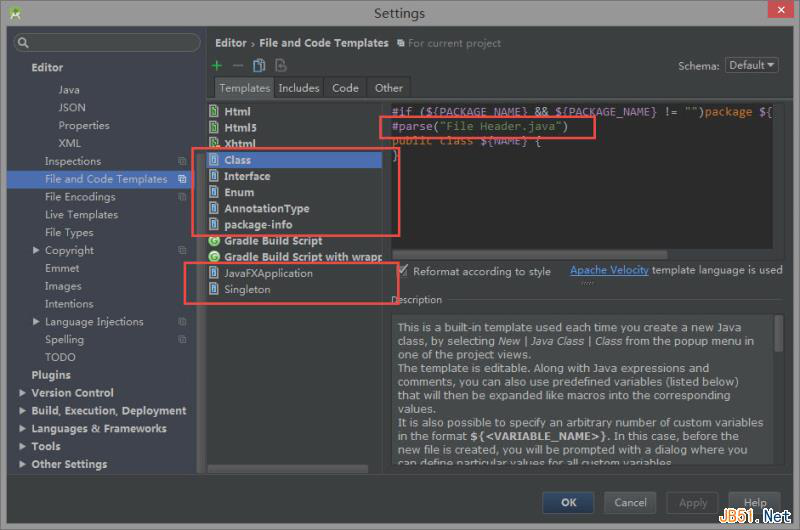 Settings
Editor › File and Code Templates For current project
Schema: Default
Editor
Java
JSON
Properties
XML
Inspections
File and Code Templates
File Encodings
Live Templates
File Types
Copyright
Emmet
Images
Intentions
Language Injections
Spelling
TODO
Plugins
Version Control
Build, Execution, Deployment
Languages & Frameworks
Tools
Other Settings
Templates Includes Code Other
Html
Html5
Xhtml
Class
Interface
Enum
AnnotationType
package-info
Gradle Build Script
Gradle Build Script with wrapp
JavaFXApplication
Singleton
#if (${PACKAGE_NAME} && ${PACKAGE_NAME} != "")package ${
#parse("File Header.java")
public class ${NAME} {
}
Reformat according to style Apache Velocity template language is used
Description
This is a built-in template used each time you create a new Java
class, by selecting New | Java Class | Class from the popup menu in
one of the project views.
The template is editable. Along with Java expressions and
comments, you can also use predefined variables (listed below)
that will then be expanded like macros into the corresponding
values.
It is also possible to specify an arbitrary number of custom variables
in the format ${<VARIABLE_NAME>}. In this case, before the
new file is created, you will be prompted with a dialog where you
can define particular values for all custom variables.
OK Cancel Apply Help
JB51.Net